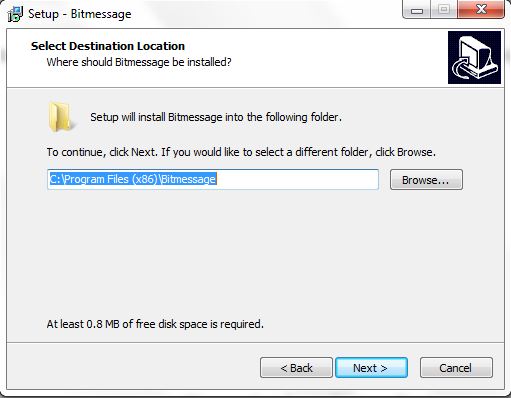 Setup - Bitmessage
Select Destination Location
Where should Bitmessage be installed?
Setup will install Bitmessage into the following folder.
To continue, click Next. If you would like to select a different folder, click Browse.
C:\Program Files (x86)\Bitmessage
Browse...
At least 0.8 MB of free disk space is required.
< Back
Next >
Cancel